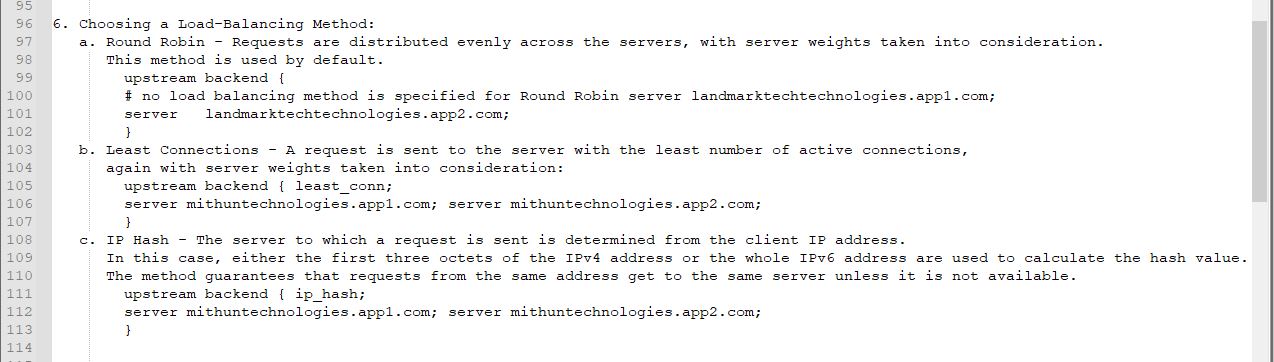 95
96 6. Choosing a Load-Balancing Method:
97 a. Round Robin – Requests are distributed evenly across the servers, with server weights taken into consideration.
98 This method is used by default.
99 upstream backend {
100 # no load balancing method is specified for Round Robin server landmarktechtechnologies.app1.com;
101 server   landmarktechtechnologies.app2.com;
102 }
103 b. Least Connections – A request is sent to the server with the least number of active connections,
104 again with server weights taken into consideration:
105 upstream backend { least_conn;
106 server mithuntechnologies.app1.com; server mithuntechnologies.app2.com;
107 }
108 c. IP Hash – The server to which a request is sent is determined from the client IP address.
109 In this case, either the first three octets of the IPv4 address or the whole IPv6 address are used to calculate the hash value.
110 The method guarantees that requests from the same address get to the same server unless it is not available.
111 upstream backend { ip_hash;
112 server mithuntechnologies.app1.com; server mithuntechnologies.app2.com;
113 }
114